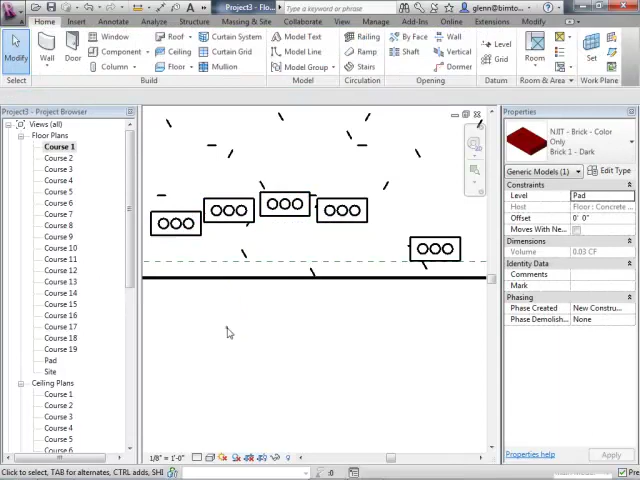 Project3 - Flo...
Type a keyword or phrase
glenn@bimto...
Home Insert Annotate Analyze Structure Massing & Site Collaborate View Manage Add-Ins Modify
Modify
Wall
Door
Window
Component
Column
Roof
Ceiling
Floor
Curtain System
Curtain Grid
Mullion
Model Text
Model Line
Model Group
Railing
Ramp
Stairs
By Face
Shaft
Wall
Vertical
Dormer
Level
Grid
Room
Set
Select Build Model Circulation Opening Datum Room & Area Work Plane
Project3 - Project Browser
Views (all)
Floor Plans
Course 1
Course 2
Course 3
Course 4
Course 5
Course 6
Course 7
Course 8
Course 9
Course 10
Course 11
Course 12
Course 13
Course 14
Course 15
Course 16
Course 17
Course 18
Course 19
Pad
Site
Ceiling Plans
Course 1
Course 2
Course 3
Course 4
Course 5
Course 6
Properties
NJIT - Brick - Color
Only
Brick 1 - Dark
Generic Models (1) Edit Type
Constraints
Level Pad
Host Floor : Concrete ...
Offset 0' 0"
Moves With Ne...
Dimensions
Volume 0.03 CF
Identity Data
Comments
Mark
Phasing
Phase Created New Constru...
Phase Demolish... None
Properties help Apply
1/8" = 1'-0"
Click to select, TAB for alternates, CTRL adds, SHI
:0
Pre